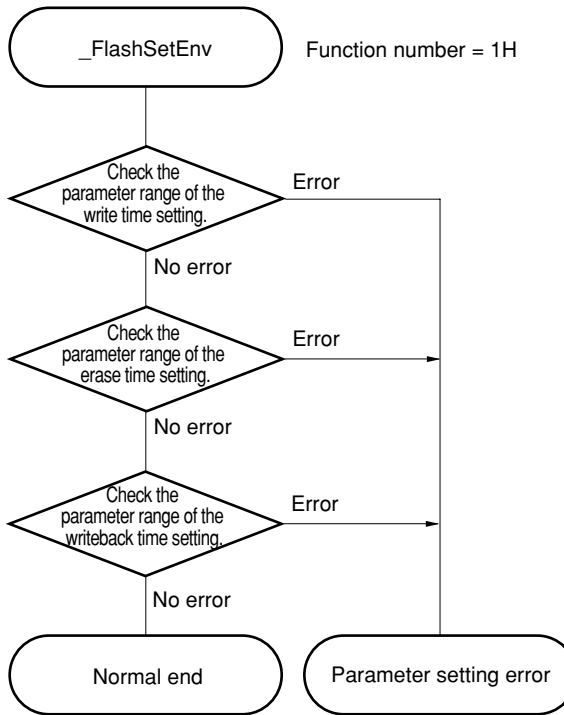 _FlashSetEnv
Function number = 1H
Check the
parameter range of the
write time setting.
Error
No error
Check the
parameter range of the
erase time setting.
Error
No error
Check the
parameter range of the
writeback time setting.
Error
No error
Normal end
Parameter setting error